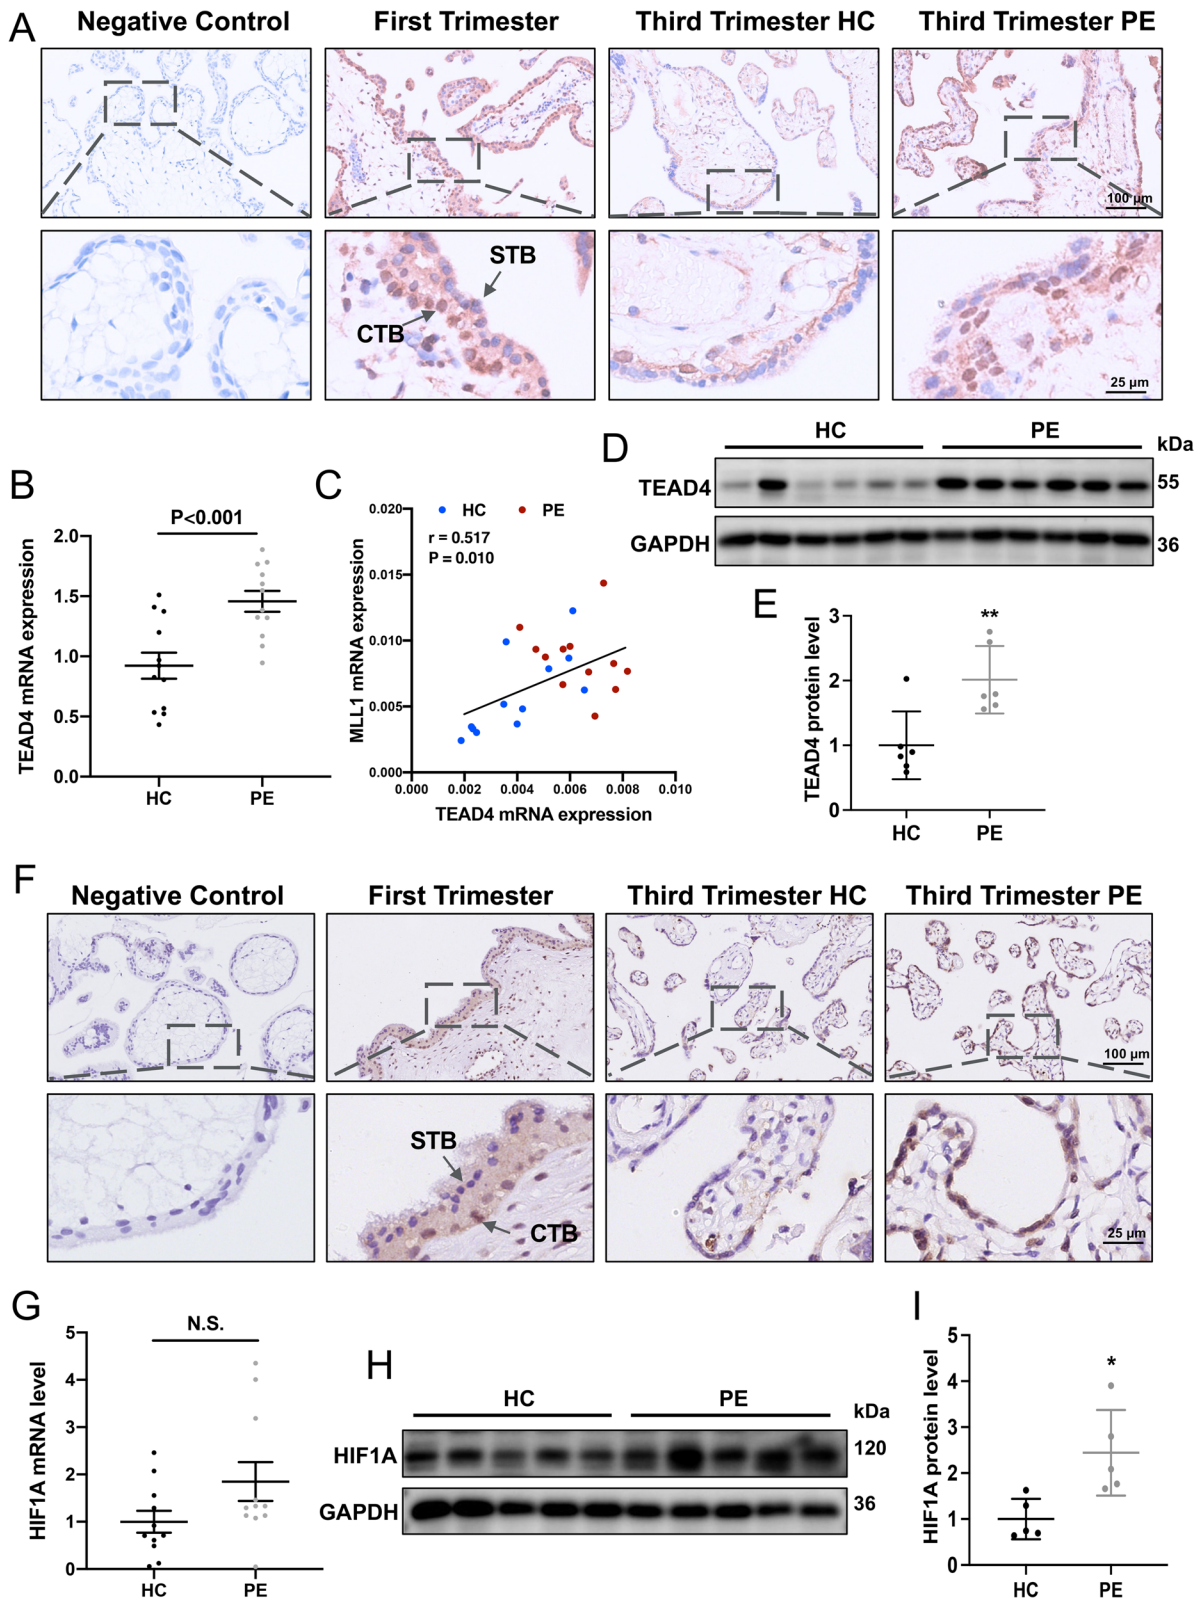 A
Negative Control
First Trimester
Third Trimester HC
Third Trimester PE
100 µm
STB
CTB
25 µm
B
P<0.001
TEAD4 mRNA expression
2.0
1.5
1.0
0.5
0.0
HC
PE
C
HC
PE
r = 0.517
P = 0.010
MLL1 mRNA expression
0.020
0.015
0.010
0.005
0.000
0.000
0.002
0.004
0.006
0.008
0.010
TEAD4 mRNA expression
D
HC
PE
kDa
TEAD4
55
GAPDH
36
E
**
TEAD4 protein level
3
2
1
0
HC
PE
F
Negative Control
First Trimester
Third Trimester HC
Third Trimester PE
100 µm
STB
CTB
25 µm
G
N.S.
HIF1A mRNA level
5
4
3
2
1
0
HC
PE
H
HC
PE
kDa
HIF1A
120
GAPDH
36
I
*
HIF1A protein level
5
4
3
2
1
0
HC
PE